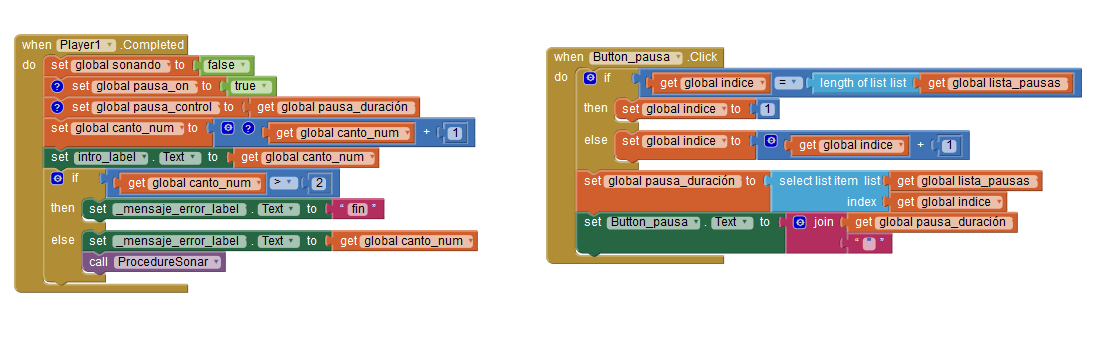 when Player1 .Completed
do set global sonando to false
? set global pausa_on to true
? set global pausa_control to get global pausa_duración
set global canto_num to ? get global canto_num + 1
set intro_label . Text to get global canto_num
if get global canto_num > 2
then set _mensaje_error_label . Text to “ fin ”
else set _mensaje_error_label . Text to get global canto_num
call ProcedureSonar
when Button_pausa .Click
do if get global indice = length of list list get global lista_pausas
then set global indice to 1
else set global indice to get global indice + 1
set global pausa_duración to select list item list get global lista_pausas
index get global indice
set Button_pausa . Text to join get global pausa_duración
“ " ”